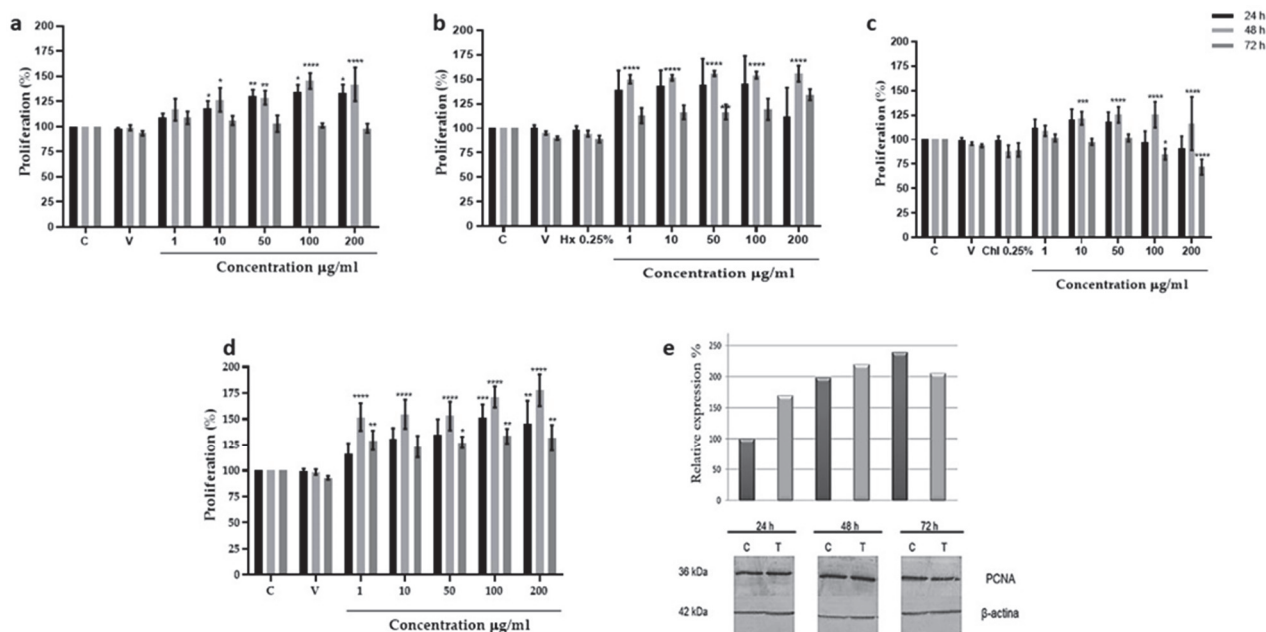 a
200
175
150
125
100
75
50
25
0
Proliferation (%)
* ** ** * **** * ****
C V 1 10 50 100 200
Concentration µg/ml
b
200
175
150
125
100
75
50
25
0
Proliferation (%)
**** **** **** **** ****
C V Hx 0.25% 1 10 50 100 200
Concentration µg/ml
c
24 h
48 h
72 h
200
175
150
125
100
75
50
25
0
Proliferation (%)
*** **** **** * **** ****
C V Chl 0.25% 1 10 50 100 200
Concentration µg/ml
d
200
175
150
125
100
75
50
25
0
Proliferation (%)
**** ** **** **** * *** **** ** ** **** **
C V 1 10 50 100 200
Concentration µg/ml
e
250
200
150
100
50
0
Relative expression %
24 h 48 h 72 h
C T C T C T
36 kDa PCNA
42 kDa β-actina